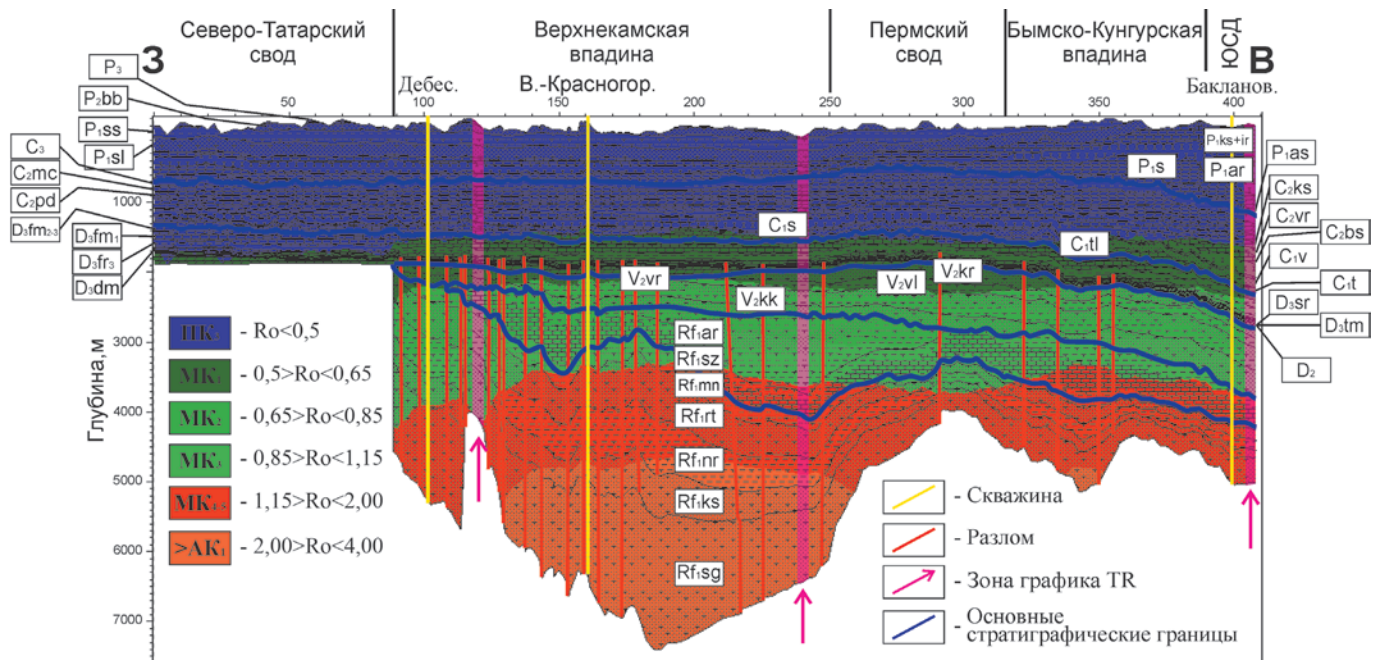 Северо-Татарский
свод
Верхнекамская
впадина
Пермский
свод
Бымско-Кунгурская
впадина
ЮСД
З
В
Дебес.
В.-Красногор.
Бакланов.
50
100
150
200
250
300
350
400
P₃
P₂bb
P₁ss
P₁sl
C₃
C₂mc
C₂pd
D₃fm₂₋₃
D₃fm₁
D₃fr₃
D₃dm
1000
3000
4000
5000
6000
7000
Глубина,м
P₁ks+ir
P₁ar
P₁s
C₁s
C₁tl
V₂vr
V₂kk
V₂vl
V₂kr
Rf₁ar
Rf₁sz
Rf₁mn
Rf₁rt
Rf₁nr
Rf₁ks
Rf₁sg
P₁as
C₂ks
C₂vr
C₂bs
C₁v
C₁t
D₃sr
D₃tm
D₂
- Ro<0,5
МК₁ - 0,5>Ro<0,65
МК₂ - 0,65>Ro<0,85
МК₃ - 0,85>Ro<1,15
- 1,15>Ro<2,00
>АК₁ - 2,00>Ro<4,00
- Скважина
- Разлом
- Зона графика TR
- Основные
стратиграфические границы